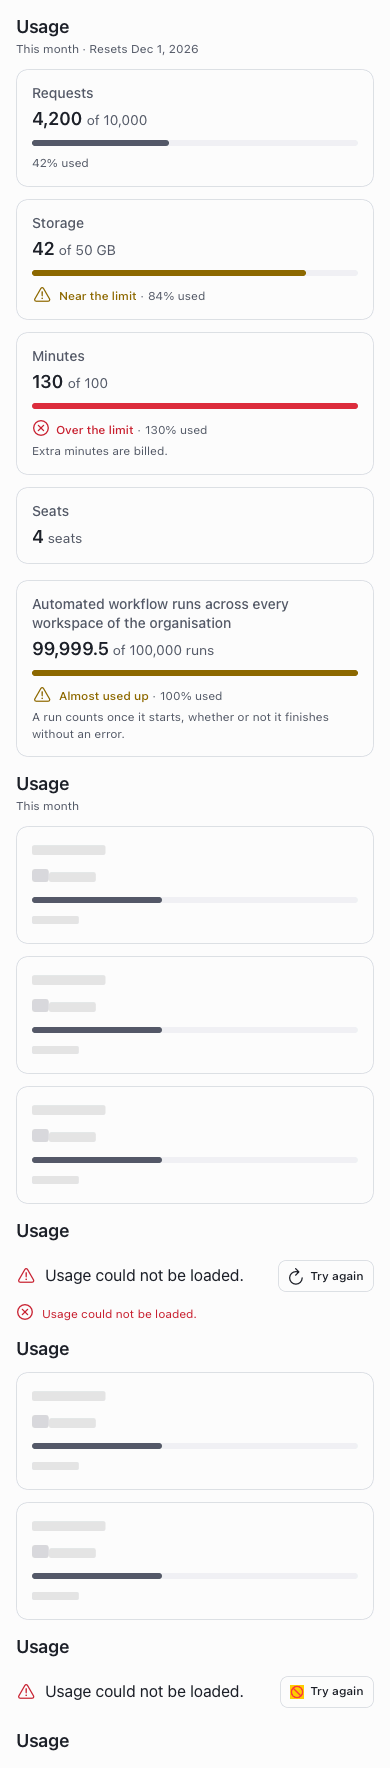 Usage
This month · Resets Dec 1, 2026
Requests
4,200 of 10,000
42% used
Storage
42 of 50 GB
Near the limit · 84% used
Minutes
130 of 100
Over the limit · 130% used
Extra minutes are billed.
Seats
4 seats
Automated workflow runs across every
workspace of the organisation
99,999.5 of 100,000 runs
Almost used up · 100% used
A run counts once it starts, whether or not it finishes
without an error.
Usage
This month
Usage
Usage could not be loaded.
Try again
Usage could not be loaded.
Usage
Usage
Usage could not be loaded.
Try again
Usage